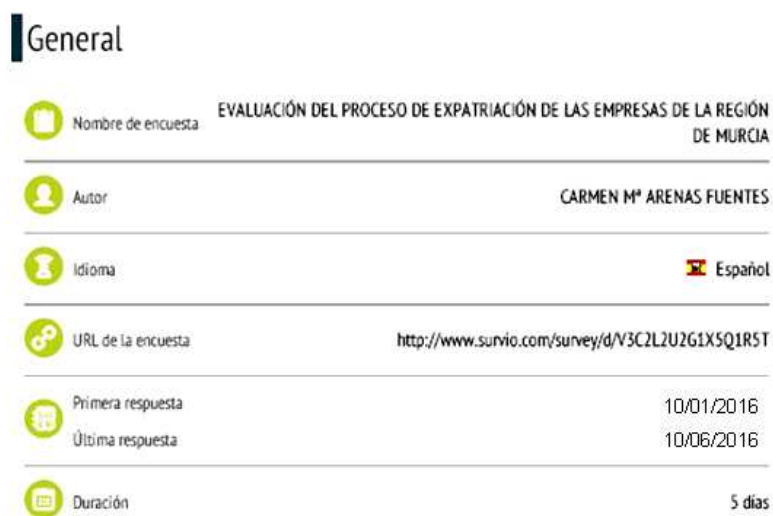 General
Nombre de encuesta
EVALUACIÓN DEL PROCESO DE EXPATRIACIÓN DE LAS EMPRESAS DE LA REGIÓN
DE MURCIA
Autor
CARMEN Mª ARENAS FUENTES
Idioma
Español
URL de la encuesta
http://www.survio.com/survey/d/V3C2L2U2G1X5Q1R5T
Primera respuesta
10/01/2016
Última respuesta
10/06/2016
Duración
5 días